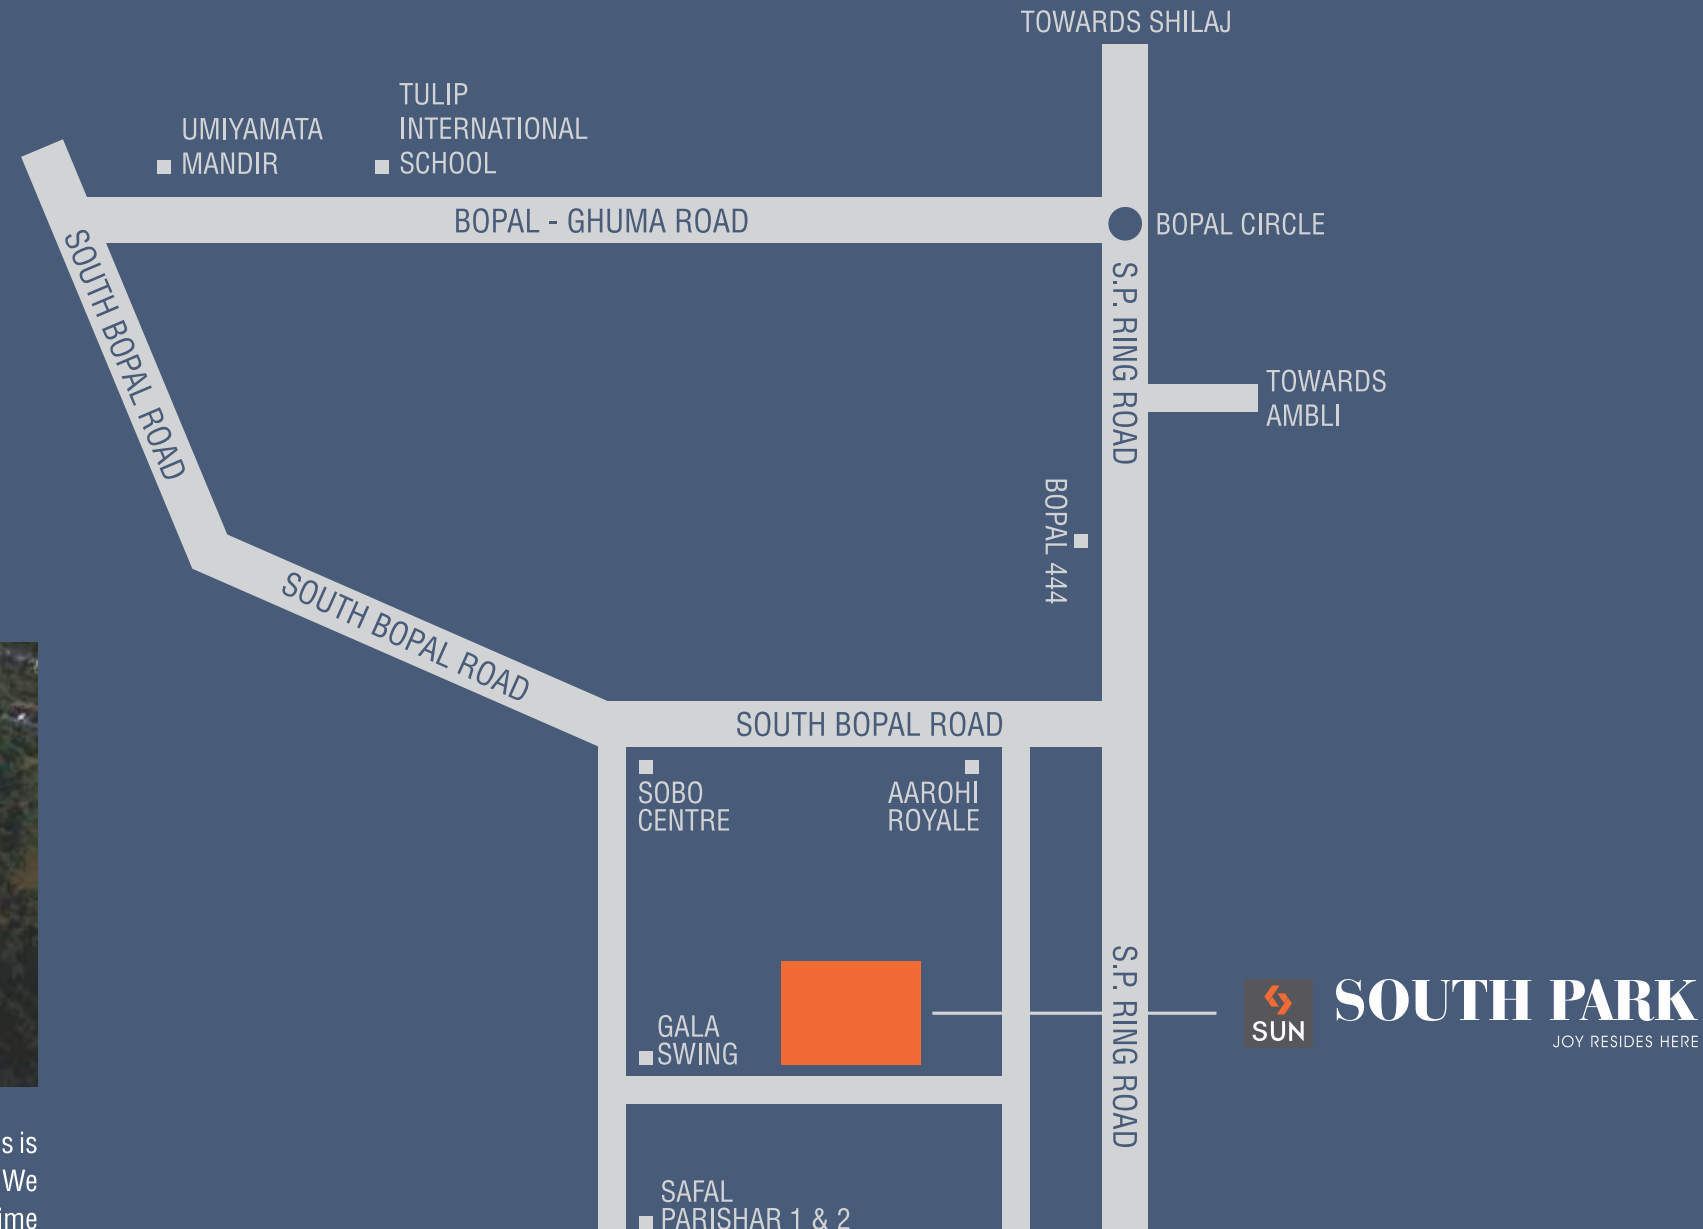 TOWARDS SHILAJ
TULIP
INTERNATIONAL
SCHOOL
UMIYAMATA
MANDIR
BOPAL - GHUMA ROAD
BOPAL CIRCLE
SOUTH BOPAL ROAD
S.P. RING ROAD
TOWARDS
AMBLI
BOPAL 444
SOUTH BOPAL ROAD
SOUTH BOPAL ROAD
SOBO
CENTRE
AAROHI
ROYALE
S.P. RING ROAD
SUN
SOUTH PARK
JOY RESIDES HERE
GALA
SWING
SAFAL
PARISHAR 1 & 2
s is
We
ime